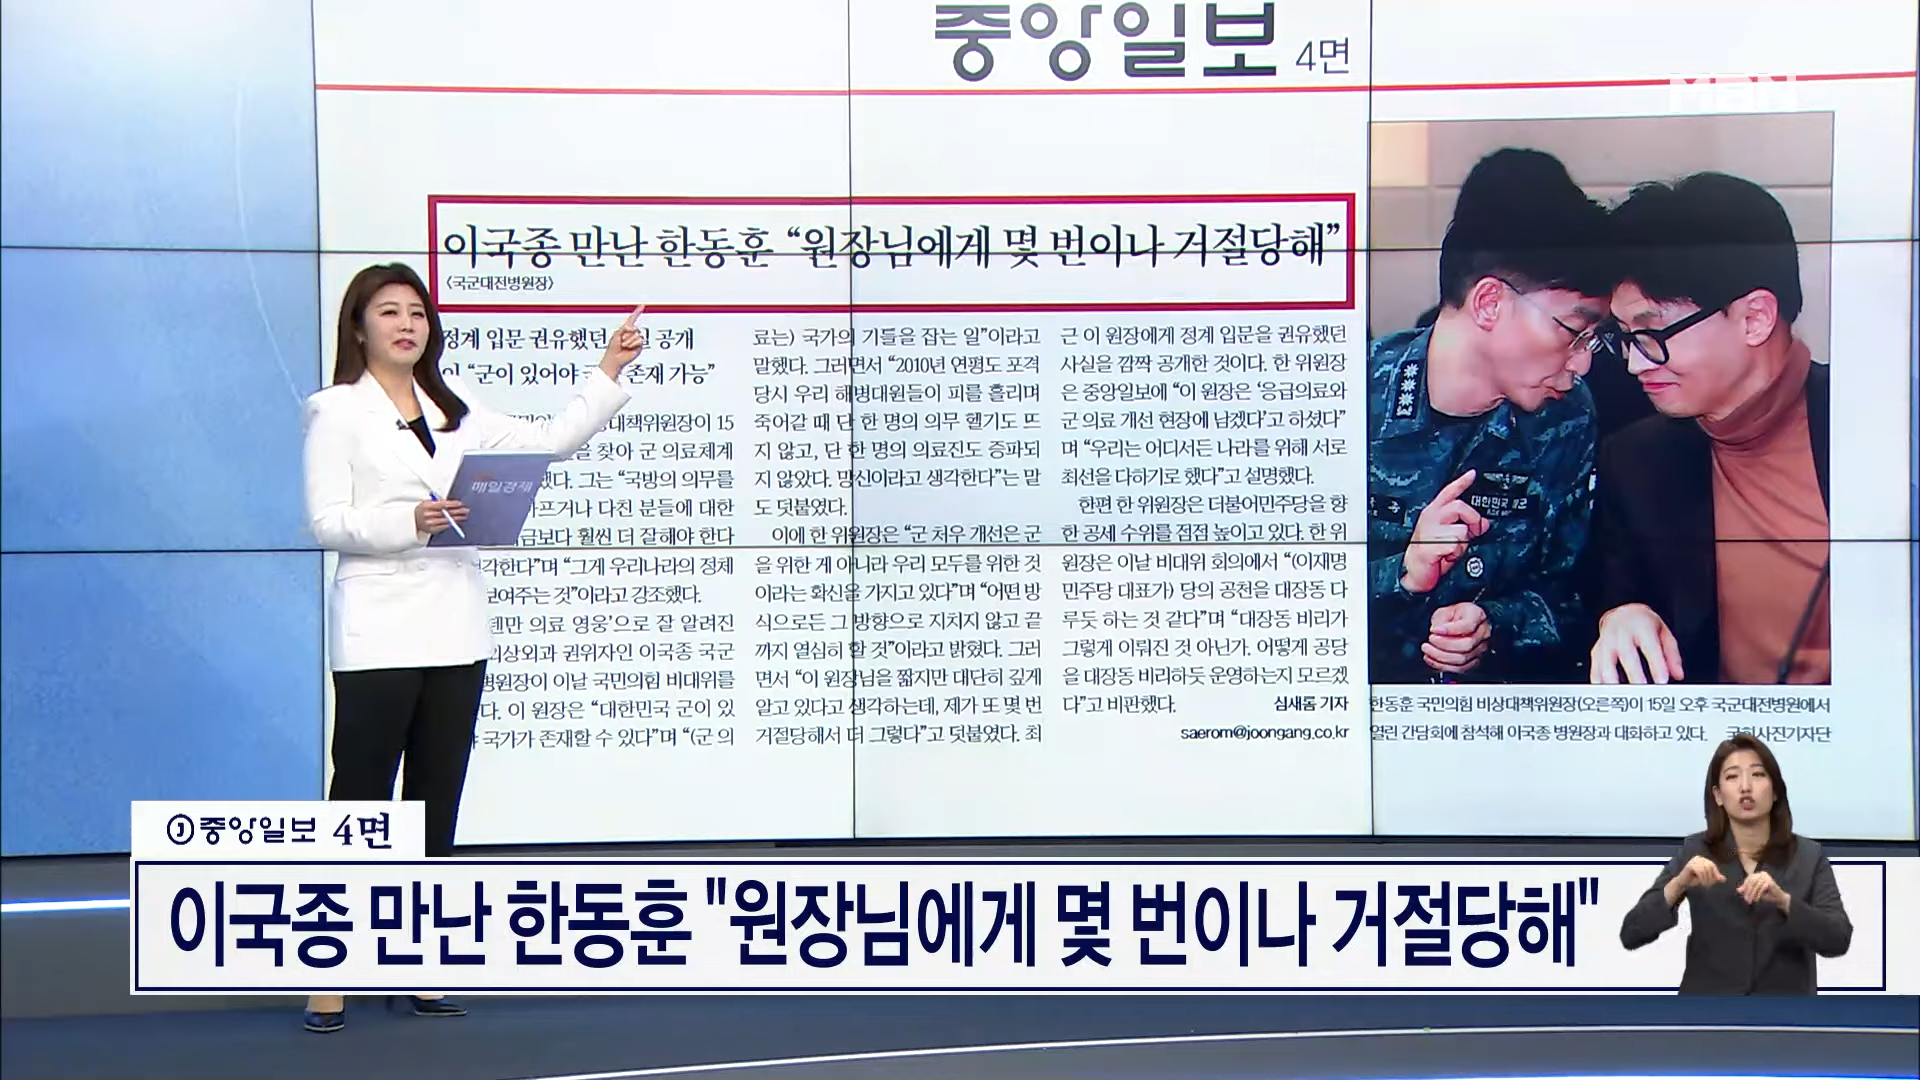 중앙일보 4면
MBN
이국종 만난 한동훈 “원장님에게 몇 번이나 거절당해”
〈국군대전병원장〉
정계 입문 권유했던 공개
“군이 있어야 존재 가능”
대책위원장이 15
찾아 군 의료체계
그는 “국방의 의무를
다친 분들에 대한
훨씬 더 잘해야 한다
“그게 우리나라의 정체
보여주는 것”이라고 강조했다.
의료 영웅’으로 잘 알려진
권위자인 이국종 국군
이날 국민의힘 비대위를
이 원장은 “대한민국 군이 있
국가가 존재할 수 있다”며 “(군 의
료는) 국가의 기틀을 잡는 일”이라고
말했다. 그러면서 “2010년 연평도 포격
당시 우리 해병대원들이 피를 흘리며
죽어갈 때 단 한 명의 의무 헬기도 뜨
지 않고, 단 한 명의 의료진도 증파되
지 않았다. 망신이라고 생각한다”는 말
도 덧붙였다.
이에 한 위원장은 “군 처우 개선은 군
을 위한 게 아니라 우리 모두를 위한 것
이라는 확신을 가지고 있다”며 “어떤 방
식으로든 그 방향으로 지치지 않고 끝
까지 열심히 할 것”이라고 밝혔다. 그러
면서 “이 원장님을 짧지만 대단히 깊게
알고 있다고 생각하는데, 제가 또 몇 번
거절당해서 더 그렇다”고 덧붙였다. 최
근 이 원장에게 정계 입문을 권유했던
사실을 깜짝 공개한 것이다. 한 위원장
은 중앙일보에 “이 원장은 ‘응급의료와
군 의료 개선 현장에 남겠다’고 하셨다”
며 “우리는 어디서든 나라를 위해 서로
최선을 다하기로 했다”고 설명했다.
한편 한 위원장은 더불어민주당을 향
한 공세 수위를 점점 높이고 있다. 한 위
원장은 이날 비대위 회의에서 “(이재명
민주당 대표가) 당의 공천을 대장동 다
루듯 하는 것 같다”며 “대장동 비리가
그렇게 이뤄진 것 아닌가. 어떻게 공당
을 대장동 비리하듯 운영하는지 모르겠
다”고 비판했다. 심새롬 기자
saerom@joongang.co.kr
대한민국 해군
한동훈 국민의힘 비상대책위원장(오른쪽)이 15일 오후 국군대전병원에서
열린 간담회에 참석해 이국종 병원장과 대화하고 있다. 국회사진기자단
매일경제
중앙일보 4면
이국종 만난 한동훈 "원장님에게 몇 번이나 거절당해"